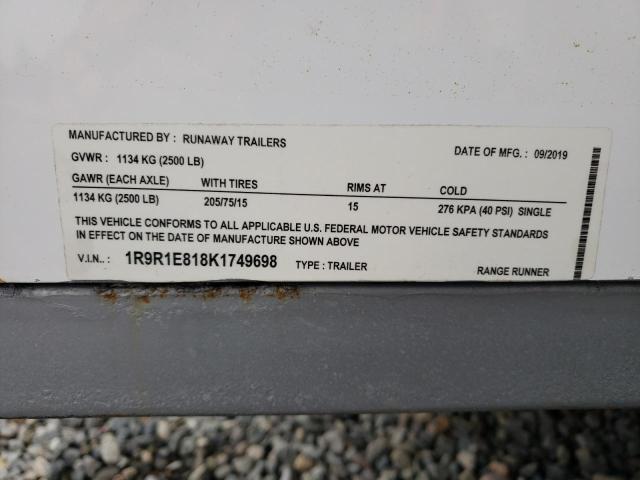 MANUFACTURED BY : RUNAWAY TRAILERS
DATE OF MFG. : 09/2019
GVWR : 1134 KG (2500 LB)
GAWR (EACH AXLE) WITH TIRES RIMS AT COLD
1134 KG (2500 LB) 205/75/15 15 276 KPA (40 PSI) SINGLE
THIS VEHICLE CONFORMS TO ALL APPLICABLE U.S. FEDERAL MOTOR VEHICLE SAFETY STANDARDS
IN EFFECT ON THE DATE OF MANUFACTURE SHOWN ABOVE
V.I.N.. : 1R9R1E818K1749698 TYPE : TRAILER RANGE RUNNER